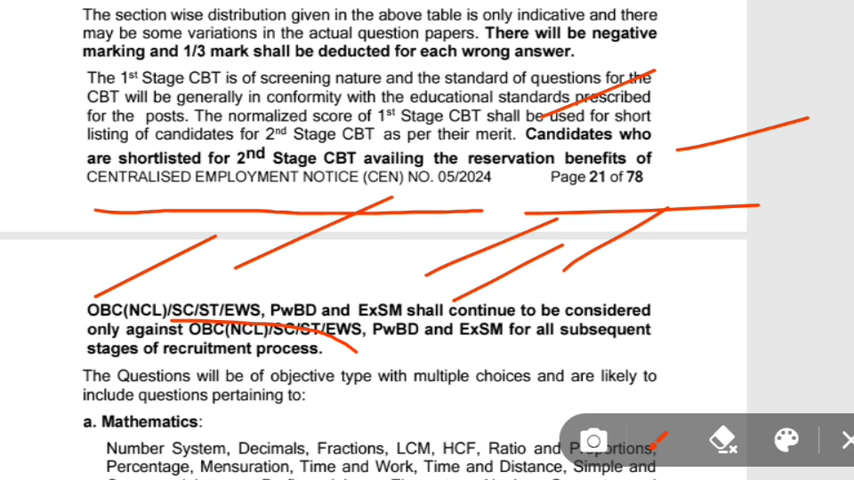 The section wise distribution given in the above table is only indicative and there
may be some variations in the actual question papers. There will be negative
marking and 1/3 mark shall be deducted for each wrong answer.
The 1st Stage CBT is of screening nature and the standard of questions for the
CBT will be generally in conformity with the educational standards prescribed
for the posts. The normalized score of 1st Stage CBT shall be used for short
listing of candidates for 2nd Stage CBT as per their merit. Candidates who
are shortlisted for 2nd Stage CBT availing the reservation benefits of
CENTRALISED EMPLOYMENT NOTICE (CEN) NO. 05/2024 Page 21 of 78
OBC(NCL)/SC/ST/EWS, PwBD and ExSM shall continue to be considered
only against OBC(NCL)/SC/ST/EWS, PwBD and ExSM for all subsequent
stages of recruitment process.
The Questions will be of objective type with multiple choices and are likely to
include questions pertaining to:
a. Mathematics:
Number System, Decimals, Fractions, LCM, HCF, Ratio and Proportions,
Percentage, Mensuration, Time and Work, Time and Distance, Simple and